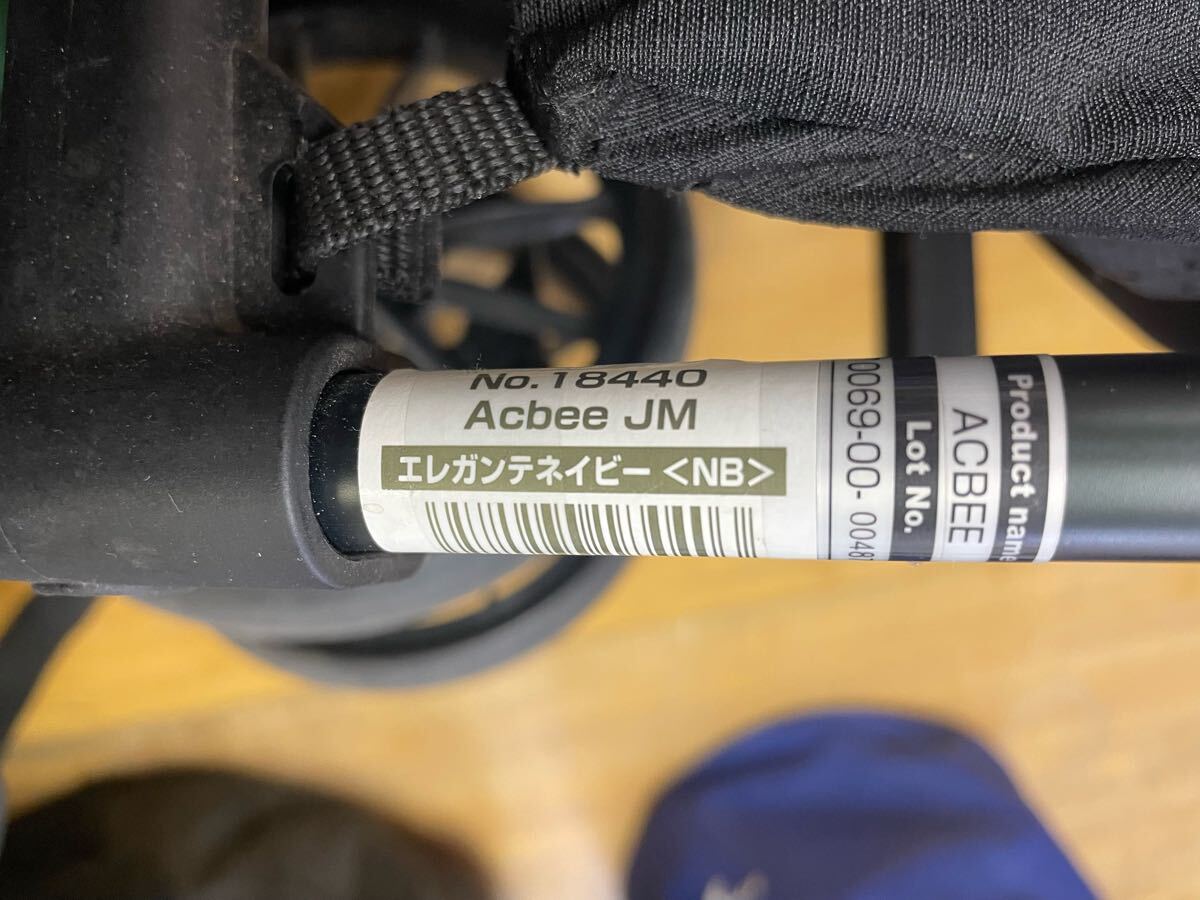 No.18440
Acbee JM
エレガンテネイビー<NB>
Product name
ACBEE
Lot No.
0069-00- 0048